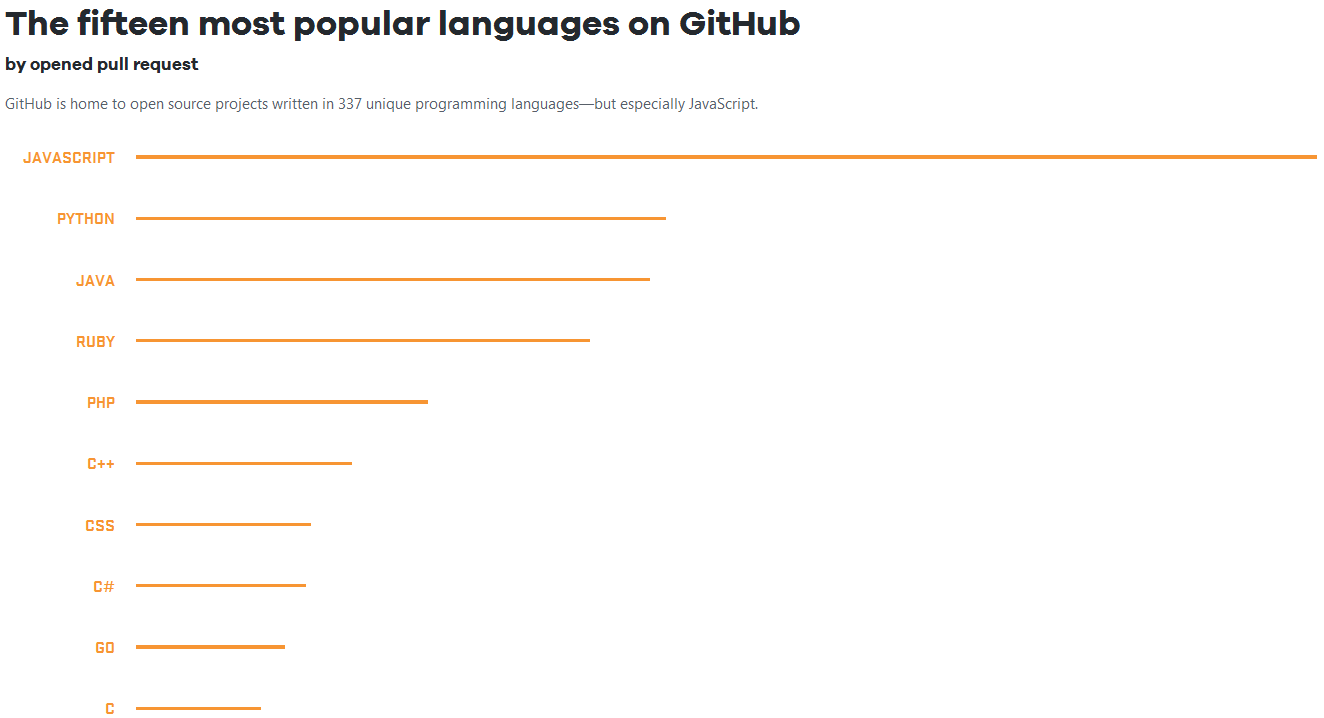 The fifteen most popular languages on GitHub
by opened pull request
GitHub is home to open source projects written in 337 unique programming languages—but especially JavaScript.
JAVASCRIPT
PYTHON
JAVA
RUBY
PHP
C++
CSS
C#
GO
C